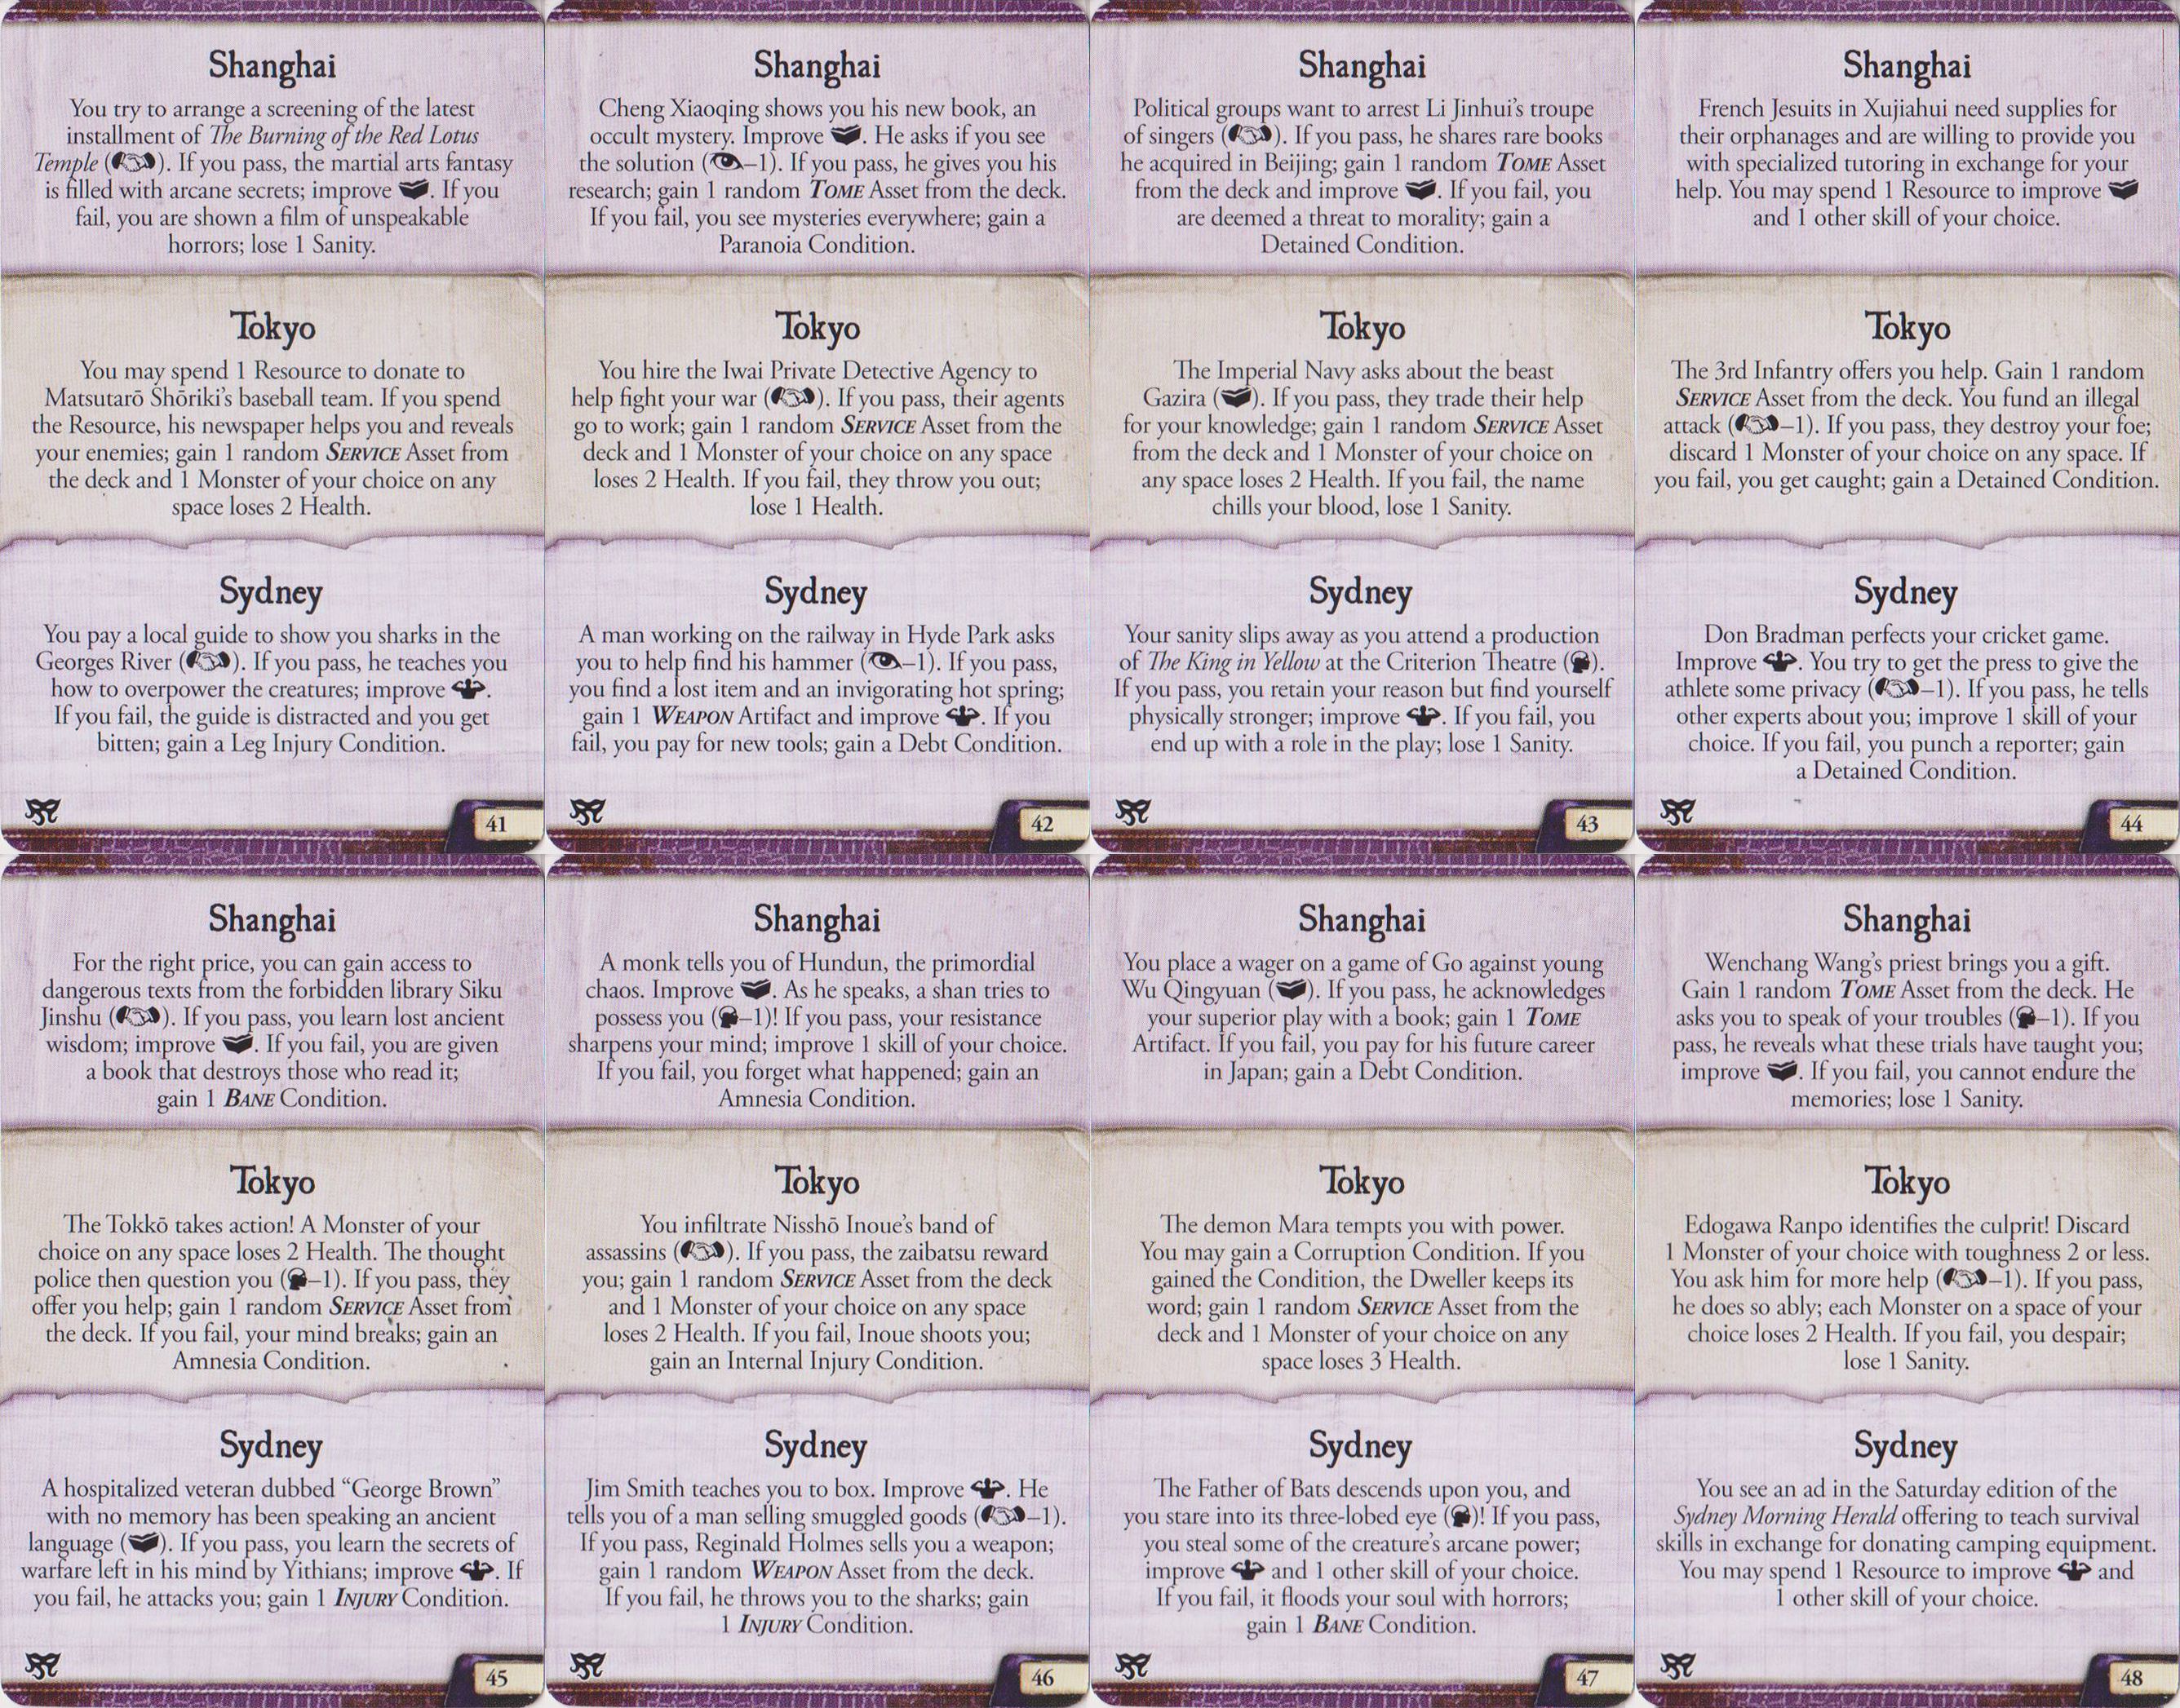 Shanghai
You try to arrange a screening of the latest
installment of The Burning of the Red Lotus
Temple ( ). If you pass, the martial arts fantasy
is filled with arcane secrets; improve . If you
fail, you are shown a film of unspeakable
horrors; lose 1 Sanity.
Tokyo
You may spend 1 Resource to donate to
Matsutarō Shōriki's baseball team. If you spend
the Resource, his newspaper helps you and reveals
your enemies; gain 1 random SERVICE Asset from
the deck and 1 Monster of your choice on any
space loses 2 Health.
Sydney
You pay a local guide to show you sharks in the
Georges River ( ). If you pass, he teaches you
how to overpower the creatures; improve .
If you fail, the guide is distracted and you get
bitten; gain a Leg Injury Condition.
41
Shanghai
Cheng Xiaoqing shows you his new book, an
occult mystery. Improve . He asks if you see
the solution ( –1). If you pass, he gives you his
research; gain 1 random TOME Asset from the deck.
If you fail, you see mysteries everywhere; gain a
Paranoia Condition.
Tokyo
You hire the Iwai Private Detective Agency to
help fight your war ( ). If you pass, their agents
go to work; gain 1 random SERVICE Asset from the
deck and 1 Monster of your choice on any space
loses 2 Health. If you fail, they throw you out;
lose 1 Health.
Sydney
A man working on the railway in Hyde Park asks
you to help find his hammer ( –1). If you pass,
you find a lost item and an invigorating hot spring;
gain 1 WEAPON Artifact and improve . If you
fail, you pay for new tools; gain a Debt Condition.
42
Shanghai
Political groups want to arrest Li Jinhui's troupe
of singers ( ). If you pass, he shares rare books
he acquired in Beijing; gain 1 random TOME Asset
from the deck and improve . If you fail, you
are deemed a threat to morality; gain a
Detained Condition.
Tokyo
The Imperial Navy asks about the beast
Gazira ( ). If you pass, they trade their help
for your knowledge; gain 1 random SERVICE Asset
from the deck and 1 Monster of your choice on
any space loses 2 Health. If you fail, the name
chills your blood, lose 1 Sanity.
Sydney
Your sanity slips away as you attend a production
of The King in Yellow at the Criterion Theatre ( ).
If you pass, you retain your reason but find yourself
physically stronger; improve . If you fail, you
end up with a role in the play; lose 1 Sanity.
43
Shanghai
French Jesuits in Xujiahui need supplies for
their orphanages and are willing to provide you
with specialized tutoring in exchange for your
help. You may spend 1 Resource to improve
and 1 other skill of your choice.
Tokyo
The 3rd Infantry offers you help. Gain 1 random
SERVICE Asset from the deck. You fund an illegal
attack ( –1). If you pass, they destroy your foe;
discard 1 Monster of your choice on any space. If
you fail, you get caught; gain a Detained Condition.
Sydney
Don Bradman perfects your cricket game.
Improve . You try to get the press to give the
athlete some privacy ( –1). If you pass, he tells
other experts about you; improve 1 skill of your
choice. If you fail, you punch a reporter; gain
a Detained Condition.
44
Shanghai
For the right price, you can gain access to
dangerous texts from the forbidden library Siku
Jinshu ( ). If you pass, you learn lost ancient
wisdom; improve . If you fail, you are given
a book that destroys those who read it;
gain 1 BANE Condition.
Tokyo
The Tokkō takes action! A Monster of your
choice on any space loses 2 Health. The thought
police then question you ( –1). If you pass, they
offer you help; gain 1 random SERVICE Asset from
the deck. If you fail, your mind breaks; gain an
Amnesia Condition.
Sydney
A hospitalized veteran dubbed “George Brown”
with no memory has been speaking an ancient
language ( ). If you pass, you learn the secrets of
warfare left in his mind by Yithians; improve . If
you fail, he attacks you; gain 1 INJURY Condition.
45
Shanghai
A monk tells you of Hundun, the primordial
chaos. Improve . As he speaks, a shan tries to
possess you ( –1)! If you pass, your resistance
sharpens your mind; improve 1 skill of your choice.
If you fail, you forget what happened; gain an
Amnesia Condition.
Tokyo
You infiltrate Nisshō Inoue's band of
assassins ( ). If you pass, the zaibatsu reward
you; gain 1 random SERVICE Asset from the deck
and 1 Monster of your choice on any space
loses 2 Health. If you fail, Inoue shoots you;
gain an Internal Injury Condition.
Sydney
Jim Smith teaches you to box. Improve . He
tells you of a man selling smuggled goods ( –1).
If you pass, Reginald Holmes sells you a weapon;
gain 1 random WEAPON Asset from the deck.
If you fail, he throws you to the sharks; gain
1 INJURY Condition.
46
Shanghai
You place a wager on a game of Go against young
Wu Qingyuan ( ). If you pass, he acknowledges
your superior play with a book; gain 1 TOME
Artifact. If you fail, you pay for his future career
in Japan; gain a Debt Condition.
Tokyo
The demon Mara tempts you with power.
You may gain a Corruption Condition. If you
gained the Condition, the Dweller keeps its
word; gain 1 random SERVICE Asset from the
deck and 1 Monster of your choice on any
space loses 3 Health.
Sydney
The Father of Bats descends upon you, and
you stare into its three-lobed eye ( )! If you pass,
you steal some of the creature's arcane power;
improve and 1 other skill of your choice.
If you fail, it floods your soul with horrors;
gain 1 BANE Condition.
47
Shanghai
Wenchang Wang's priest brings you a gift.
Gain 1 random TOME Asset from the deck. He
asks you to speak of your troubles ( –1). If you
pass, he reveals what these trials have taught you;
improve . If you fail, you cannot endure the
memories; lose 1 Sanity.
Tokyo
Edogawa Ranpo identifies the culprit! Discard
1 Monster of your choice with toughness 2 or less.
You ask him for more help ( –1). If you pass,
he does so ably; each Monster on a space of your
choice loses 2 Health. If you fail, you despair;
lose 1 Sanity.
Sydney
You see an ad in the Saturday edition of the
Sydney Morning Herald offering to teach survival
skills in exchange for donating camping equipment.
You may spend 1 Resource to improve and
1 other skill of your choice.
48